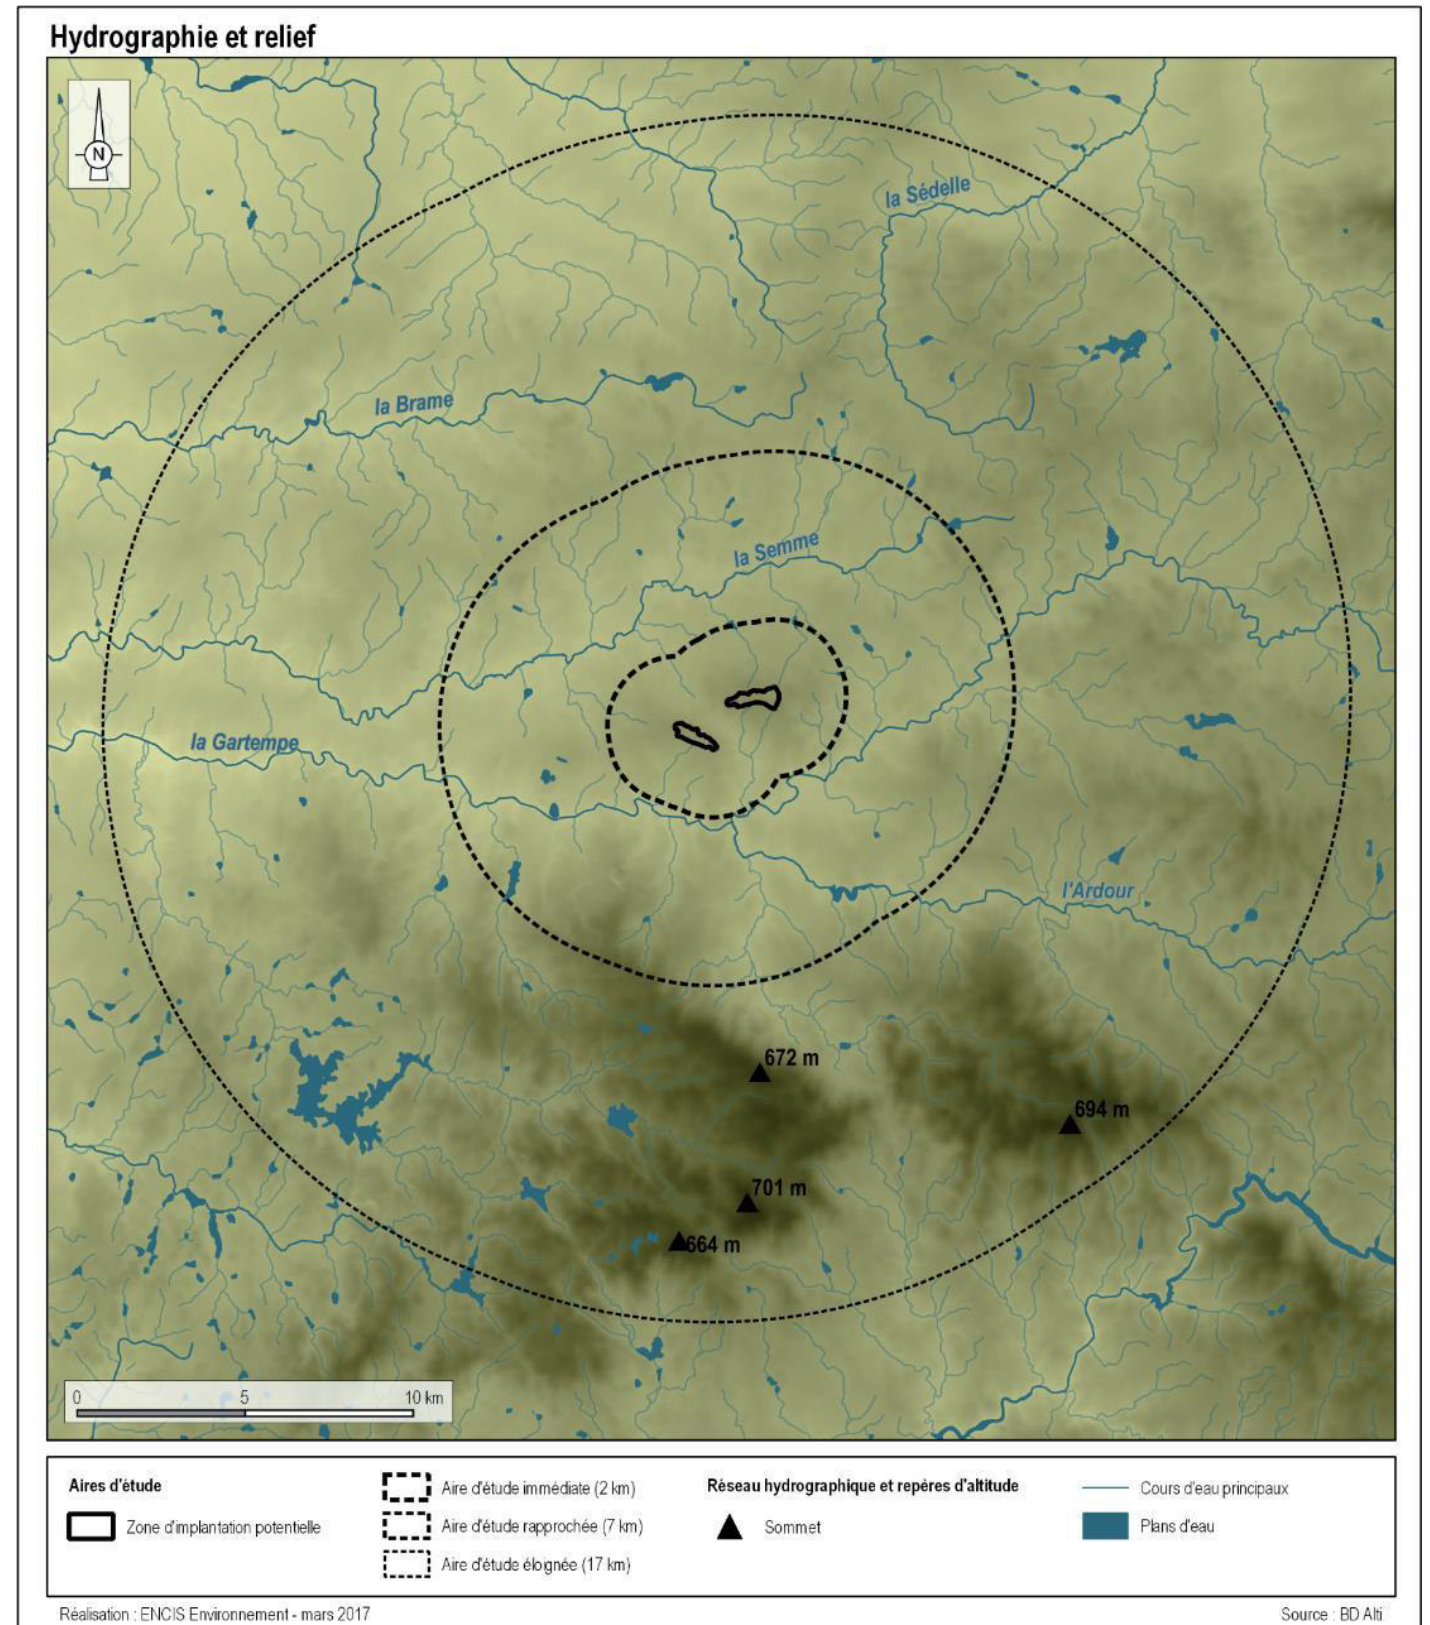 Hydrographie et relief
N
la Sédelle
la Brame
la Semme
la Gartempe
l'Ardour
672 m
694 m
701 m
664 m
0 5 10 km
Aires d'étude
Zone d'implantation potentielle
Aire d'étude immédiate (2 km)
Aire d'étude rapprochée (7 km)
Aire d'étude éloignée (17 km)
Réseau hydrographique et repères d'altitude
Sommet
Cours d'eau principaux
Plans d'eau
Réalisation : ENCIS Environnement - mars 2017
Source : BD Alti